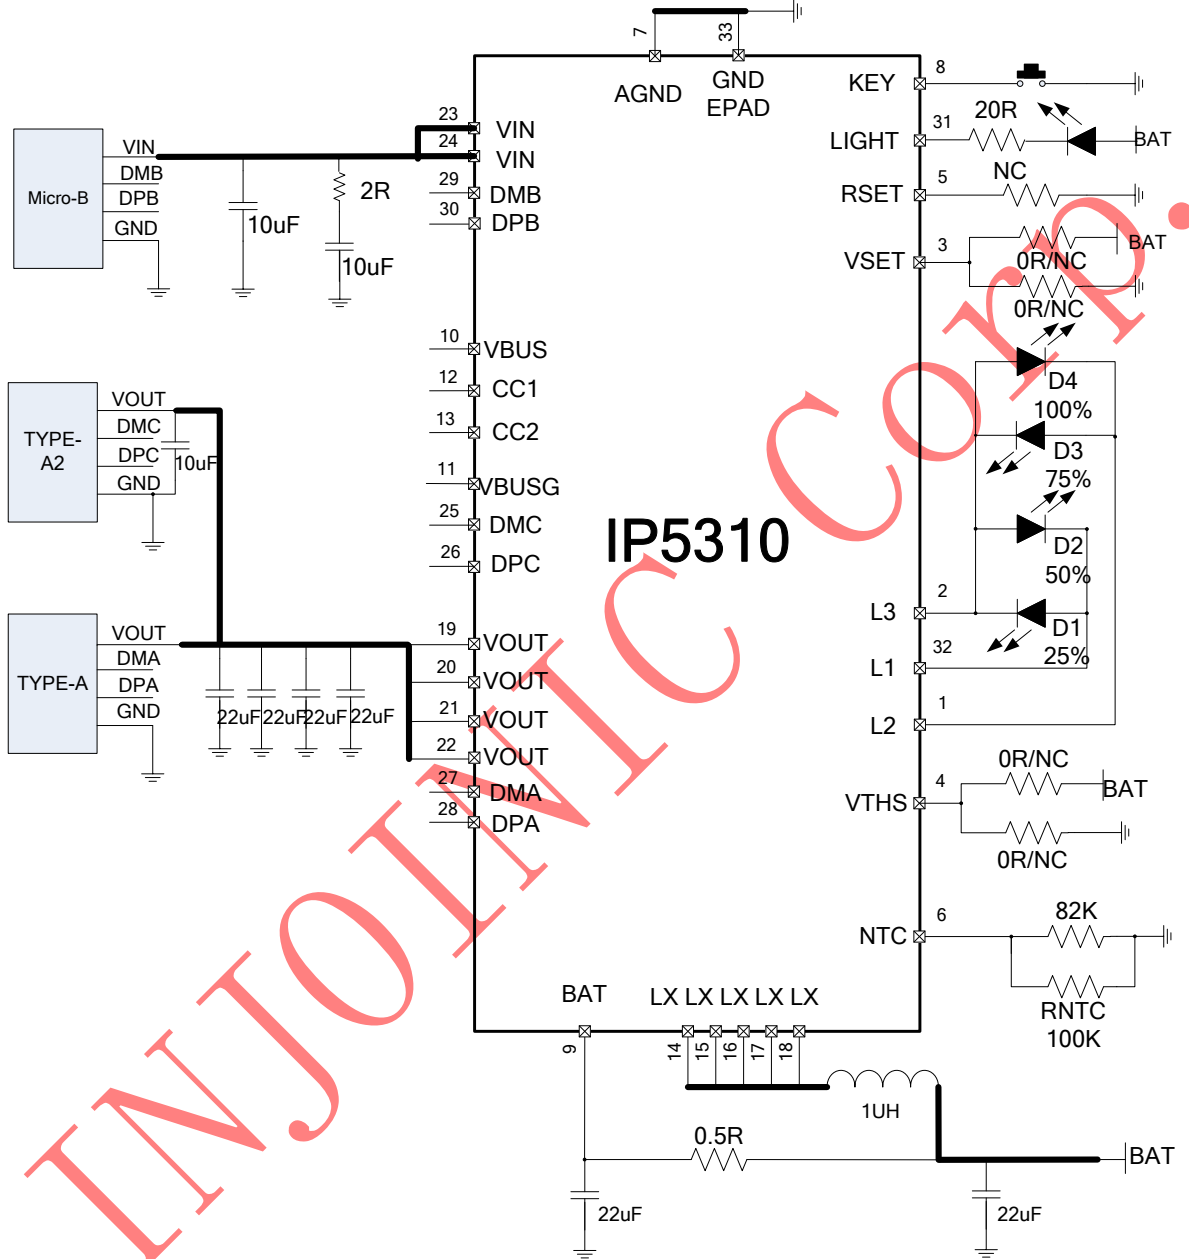 7
33
AGND
GND
EPAD
23
VIN
24
VIN
29
DMB
30
DPB
Micro-B
VIN
DMB
DPB
GND
10uF
2R
10uF
KEY
8
LIGHT
31
20R
BAT
RSET
5
NC
VSET
3
0R/NC
BAT
0R/NC
10
VBUS
12
CC1
13
CC2
11
VBUSG
25
DMC
26
DPC
TYPE-
A2
VOUT
DMC
DPC
GND
10uF
D4
100%
D3
75%
D2
50%
D1
25%
IP5310
L3
2
L1
32
L2
1
TYPE-A
VOUT
DMA
DPA
GND
22uF
22uF
22uF
22uF
19
VOUT
20
VOUT
21
VOUT
22
VOUT
27
DMA
28
DPA
VTHS
4
0R/NC
BAT
0R/NC
NTC
6
82K
RNTC
100K
BAT
LX LX LX LX LX
9
14
15
16
17
18
1UH
0.5R
BAT
22uF
22uF
INJOINIC Corp.